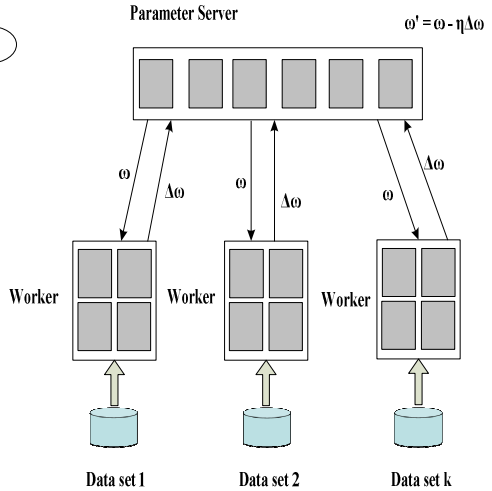 Parameter Server
ω' = ω - ηΔω
ω
Δω
ω
Δω
ω
Δω
Worker
Worker
Worker
Data set 1
Data set 2
Data set k